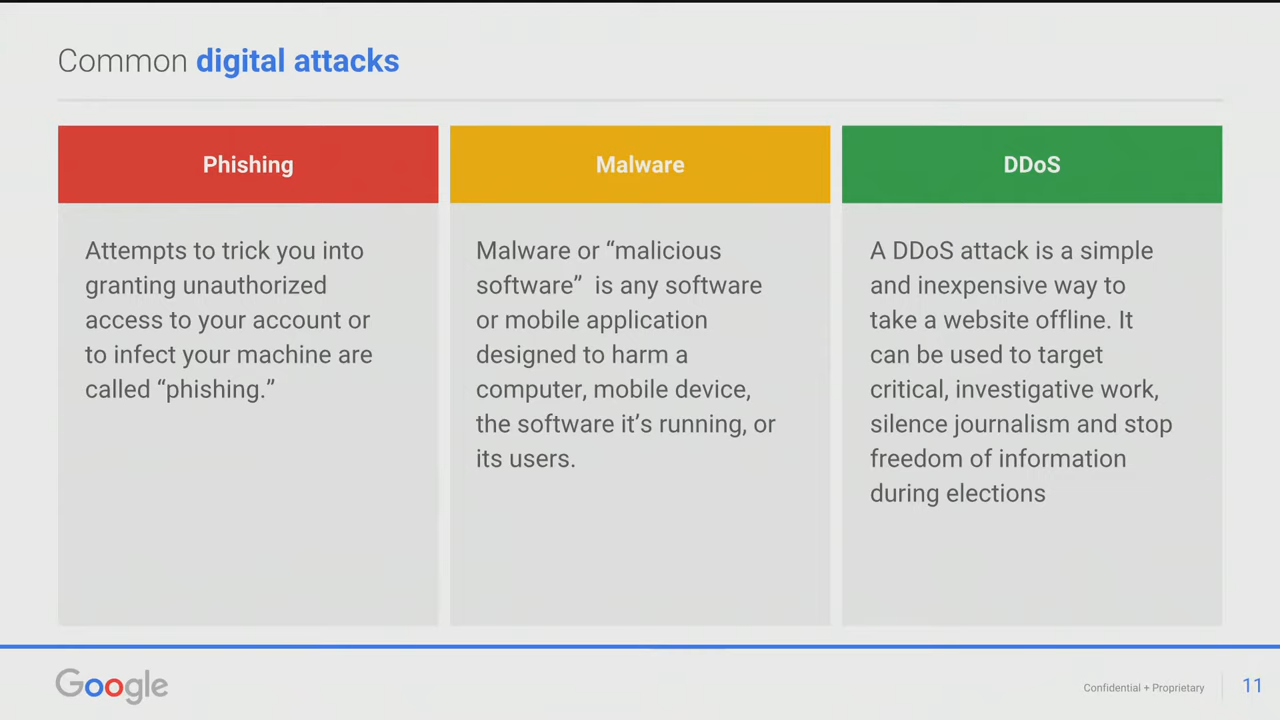 Common digital attacks
Phishing
Attempts to trick you into
granting unauthorized
access to your account or
to infect your machine are
called “phishing.”
Malware
Malware or “malicious
software”  is any software
or mobile application
designed to harm a
computer, mobile device,
the software it’s running, or
its users.
DDoS
A DDoS attack is a simple
and inexpensive way to
take a website offline. It
can be used to target
critical, investigative work,
silence journalism and stop
freedom of information
during elections
Google
Confidential + Proprietary
11